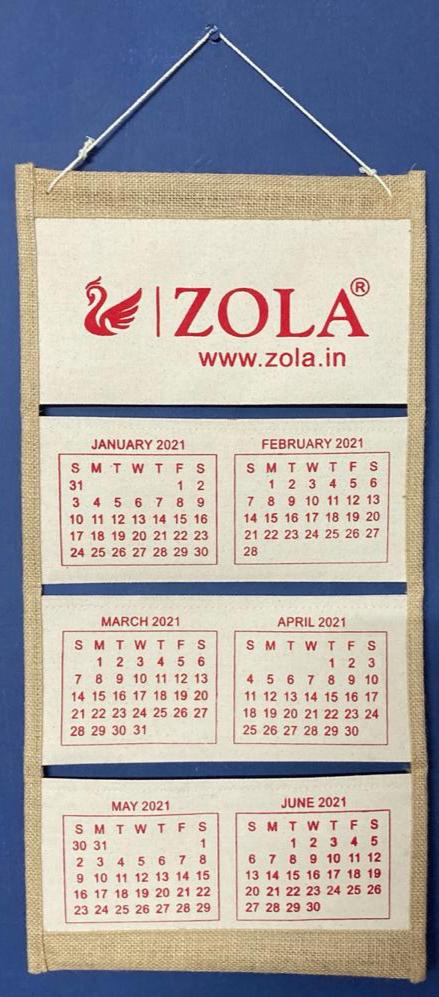 ZOLA®
www.zola.in
JANUARY 2021
S M T W T F S
31 1 2
3 4 5 6 7 8 9
10 11 12 13 14 15 16
17 18 19 20 21 22 23
24 25 26 27 28 29 30
FEBRUARY 2021
S M T W T F S
1 2 3 4 5 6
7 8 9 10 11 12 13
14 15 16 17 18 19 20
21 22 23 24 25 26 27
28
MARCH 2021
S M T W T F S
1 2 3 4 5 6
7 8 9 10 11 12 13
14 15 16 17 18 19 20
21 22 23 24 25 26 27
28 29 30 31
APRIL 2021
S M T W T F S
1 2 3
4 5 6 7 8 9 10
11 12 13 14 15 16 17
18 19 20 21 22 23 24
25 26 27 28 29 30
MAY 2021
S M T W T F S
30 31 1
2 3 4 5 6 7 8
9 10 11 12 13 14 15
16 17 18 19 20 21 22
23 24 25 26 27 28 29
JUNE 2021
S M T W T F S
1 2 3 4 5
6 7 8 9 10 11 12
13 14 15 16 17 18 19
20 21 22 23 24 25 26
27 28 29 30